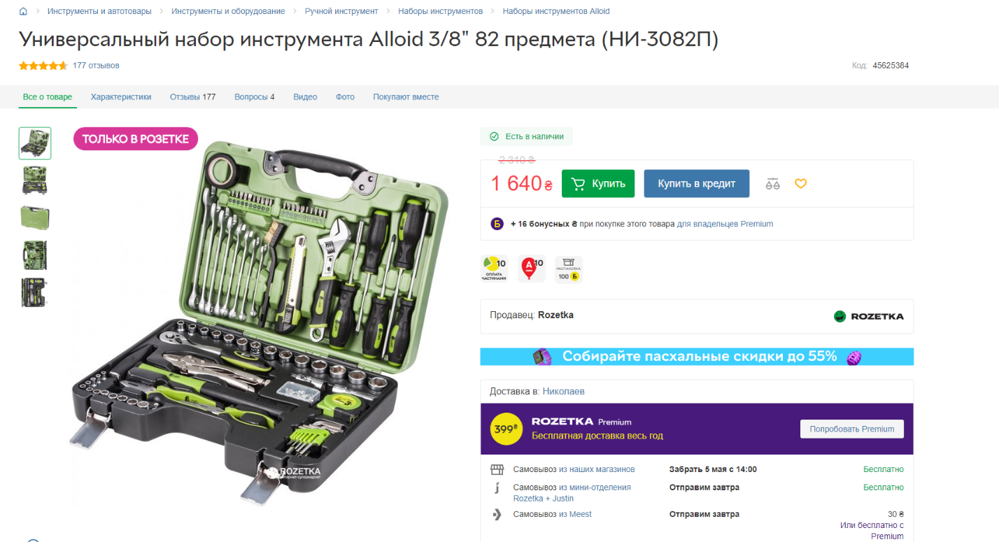 Инструменты и автотовары > Инструменты и оборудование > Ручной инструмент > Наборы инструментов > Наборы инструментов Alloid
Универсальный набор инструмента Alloid 3/8" 82 предмета (НИ-3082П)
177 отзывов
Код: 45625384
Все о товаре Характеристики Отзывы 177 Вопросы 4 Видео Фото Покупают вместе
ТОЛЬКО В РОЗЕТКЕ
ROZETKA
интернет-супермаркет
Есть в наличии
2 310 ₴
1 640 ₴ Купить Купить в кредит
Б + 16 бонусных ₴ при покупке этого товара для владельцев Premium
10
ОПЛАТА
ЧАСТИНАМИ
А 10
РАСПАКОВКА
100 Б
Продавец: Rozetka
ROZETKA
Собирайте пасхальные скидки до 55%
Доставка в: Николаев
399₴
ROZETKA Premium
Бесплатная доставка весь год
Попробовать Premium
Самовывоз из наших магазинов Забрать 5 мая с 14:00 Бесплатно
Самовывоз из мини-отделения Отправим завтра Бесплатно
Rozetka + Justin
Самовывоз из Meest Отправим завтра 30 ₴
Или бесплатно с
Premium